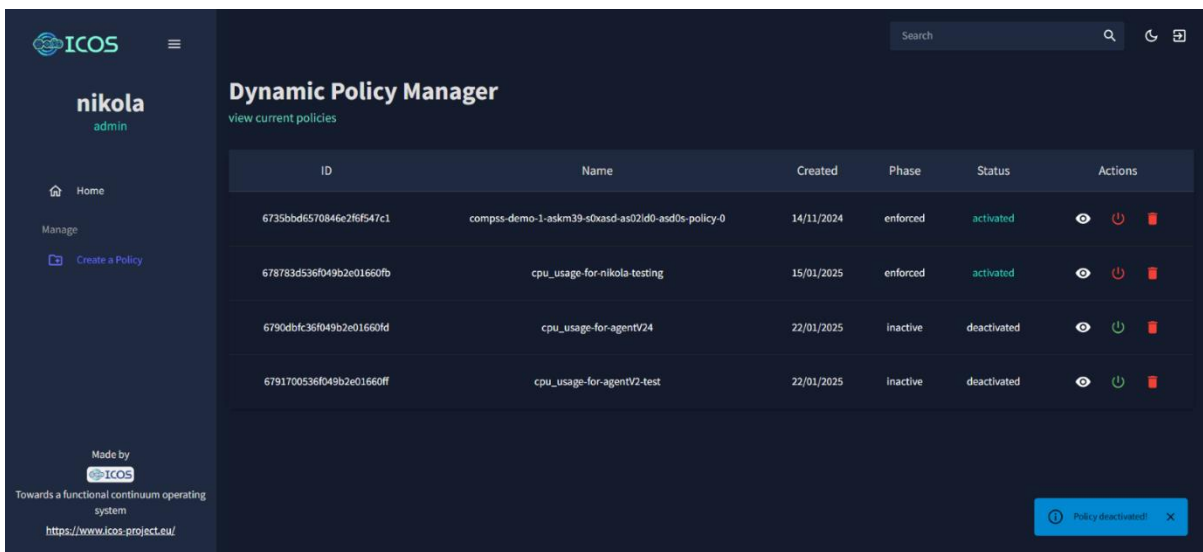 ICOS
Search
nikola
admin
Dynamic Policy Manager
view current policies
Home
Manage
Create a Policy
ID Name Created Phase Status Actions
6735bbd6570846e2f6f547c1 compss-demo-1-askm39-s0xasd-as02ld0-asd0s-policy-0 14/11/2024 enforced activated
678783d536f049b2e01660fb cpu_usage-for-nikola-testing 15/01/2025 enforced activated
6790dbfc36f049b2e01660fd cpu_usage-for-agentV24 22/01/2025 inactive deactivated
6791700536f049b2e01660ff cpu_usage-for-agentV2-test 22/01/2025 inactive deactivated
Made by
ICOS
Towards a functional continuum operating
system
https://www.icos-project.eu/
Policy deactivated!